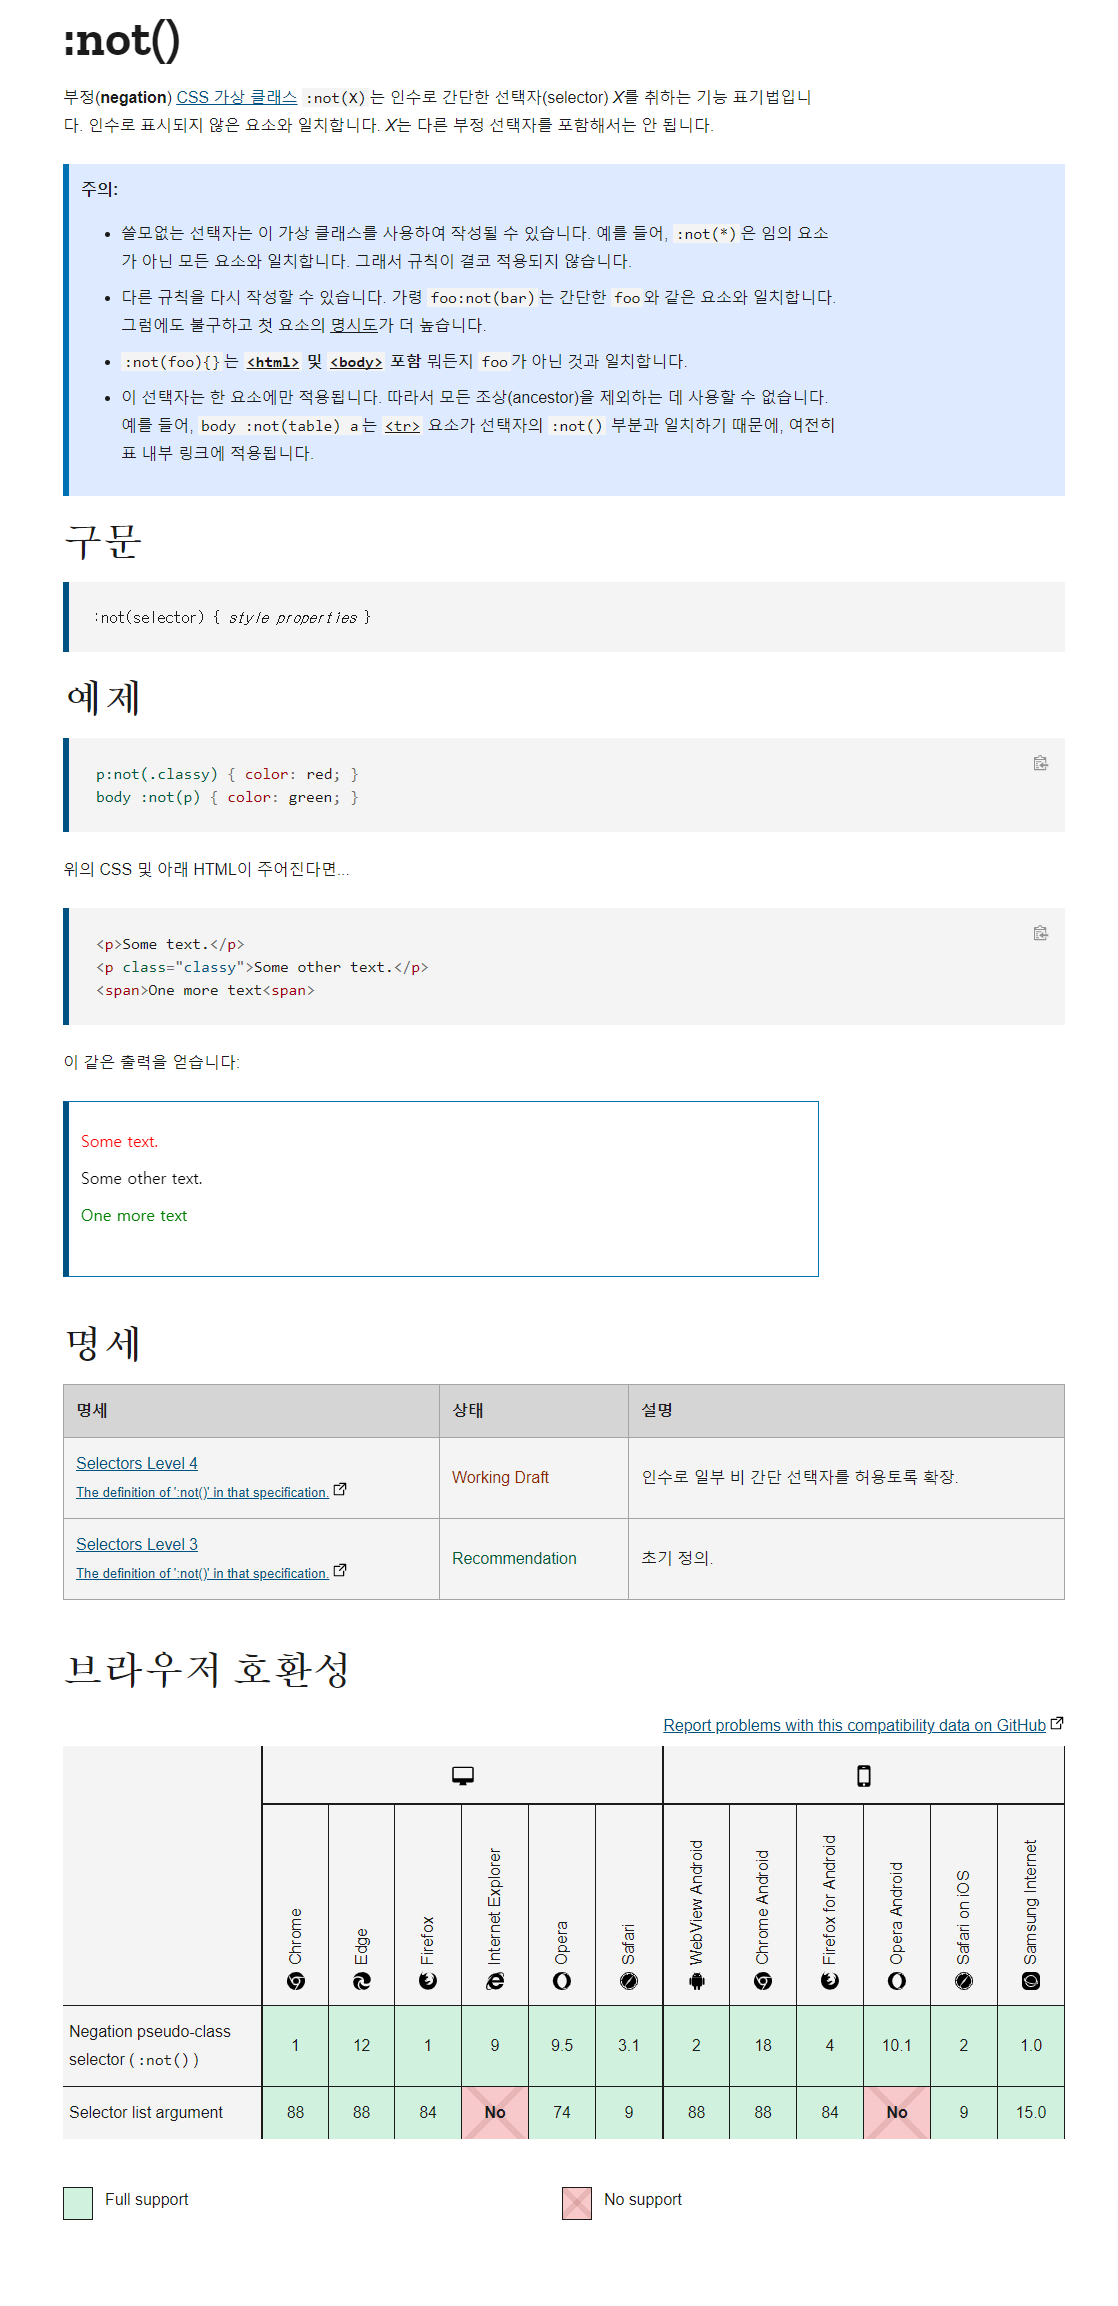 :not()
부정(negation) CSS 가상 클래스 :not(X)는 인수로 간단한 선택자(selector) X를 취하는 기능 표기법입니
다. 인수로 표시되지 않은 요소와 일치합니다. X는 다른 부정 선택자를 포함해서는 안 됩니다.
주의:
• 쓸모없는 선택자는 이 가상 클래스를 사용하여 작성될 수 있습니다. 예를 들어, :not(*)은 임의 요소
가 아닌 모든 요소와 일치합니다. 그래서 규칙이 결코 적용되지 않습니다.
• 다른 규칙을 다시 작성할 수 있습니다. 가령 foo:not(bar)는 간단한 foo와 같은 요소와 일치합니다.
그럼에도 불구하고 첫 요소의 명시도가 더 높습니다.
• :not(foo){}는 <html> 및 <body> 포함 뭐든지 foo가 아닌 것과 일치합니다.
• 이 선택자는 한 요소에만 적용됩니다. 따라서 모든 조상(ancestor)을 제외하는 데 사용할 수 없습니다.
예를 들어, body :not(table) a는 <tr> 요소가 선택자의 :not() 부분과 일치하기 때문에, 여전히
표 내부 링크에 적용됩니다.
구문
:not(selector) { style properties }
예제
p:not(.classy) { color: red; }
body :not(p) { color: green; }
위의 CSS 및 아래 HTML이 주어진다면...
<p>Some text.</p>
<p class="classy">Some other text.</p>
<span>One more text<span>
이 같은 출력을 얻습니다:
Some text.
Some other text.
One more text
명세
명세 상태 설명
Selectors Level 4
The definition of ':not()' in that specification.
Working Draft
인수로 일부 비 간단 선택자를 허용토록 확장.
Selectors Level 3
The definition of ':not()' in that specification.
Recommendation
초기 정의.
브라우저 호환성
Report problems with this compatibility data on GitHub
Chrome
Edge
Firefox
Internet Explorer
Opera
Safari
WebView Android
Chrome Android
Firefox for Android
Opera Android
Safari on iOS
Samsung Internet
Negation pseudo-class
selector (:not())
1 12 1 9 9.5 3.1 2 18 4 10.1 2 1.0
Selector list argument 88 88 84 No 74 9 88 88 84 No 9 15.0
Full support No support